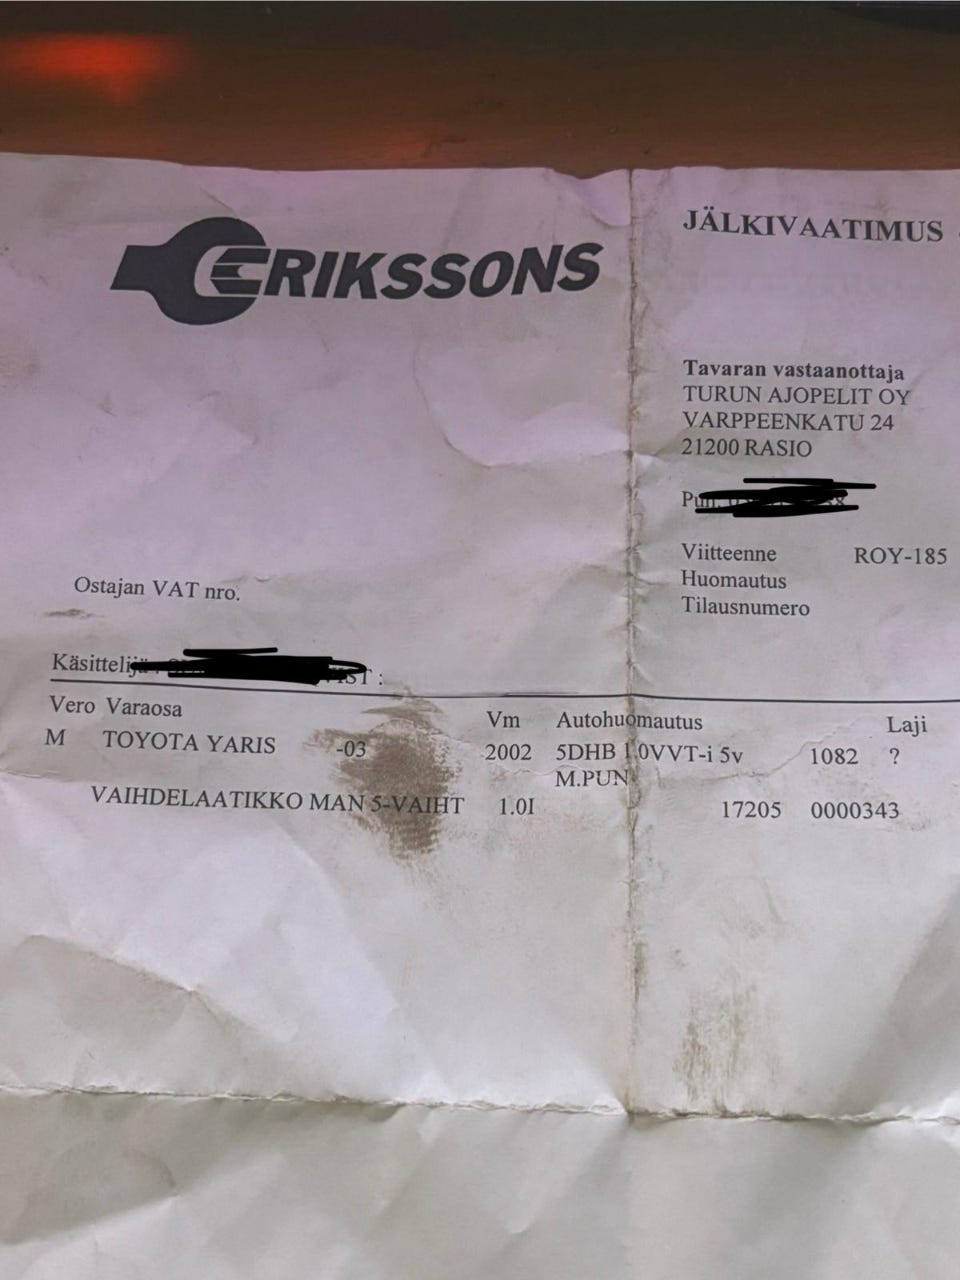 ERIKSSONS
JÄLKIVAATIMUS
Tavaran vastaanottaja
TURUN AJOPELIT OY
VARPPEENKATU 24
21200 RASIO
Viitteenne ROY-185
Huomautus
Tilausnumero
Ostajan VAT nro.
Käsittelijä :
Vero Varaosa Vm Autohuomautus Laji
M TOYOTA YARIS -03 2002 5DHB 1.0VVT-i 5v 1082 ?
M.PUN
VAIHDELAATIKKO MAN 5-VAIHT 1.0I 17205 0000343